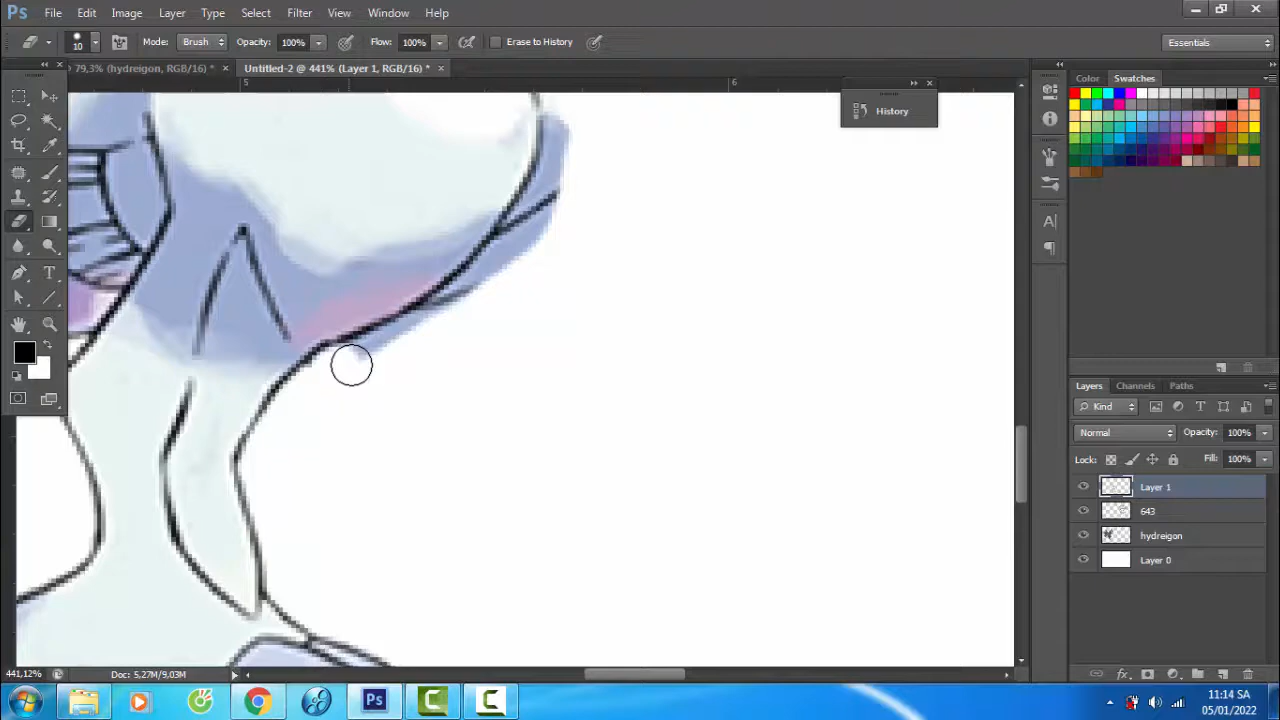 Ps File Edit Image Layer Type Select Filter View Window Help
10 Mode: Brush Opacity: 100% Flow: 100% Erase to History Essentials
79,3% (hydreigon, RGB/16) * × Untitled-2 @ 441% (Layer 1, RGB/16) * ×
5 6
History
Color Swatches
Layers Channels Paths
Kind
Normal Opacity: 100%
Lock: Fill: 100%
Layer 1
643
hydreigon
Layer 0
441,12% Doc: 5,27M/9,03M
11:14 SA
05/01/2022